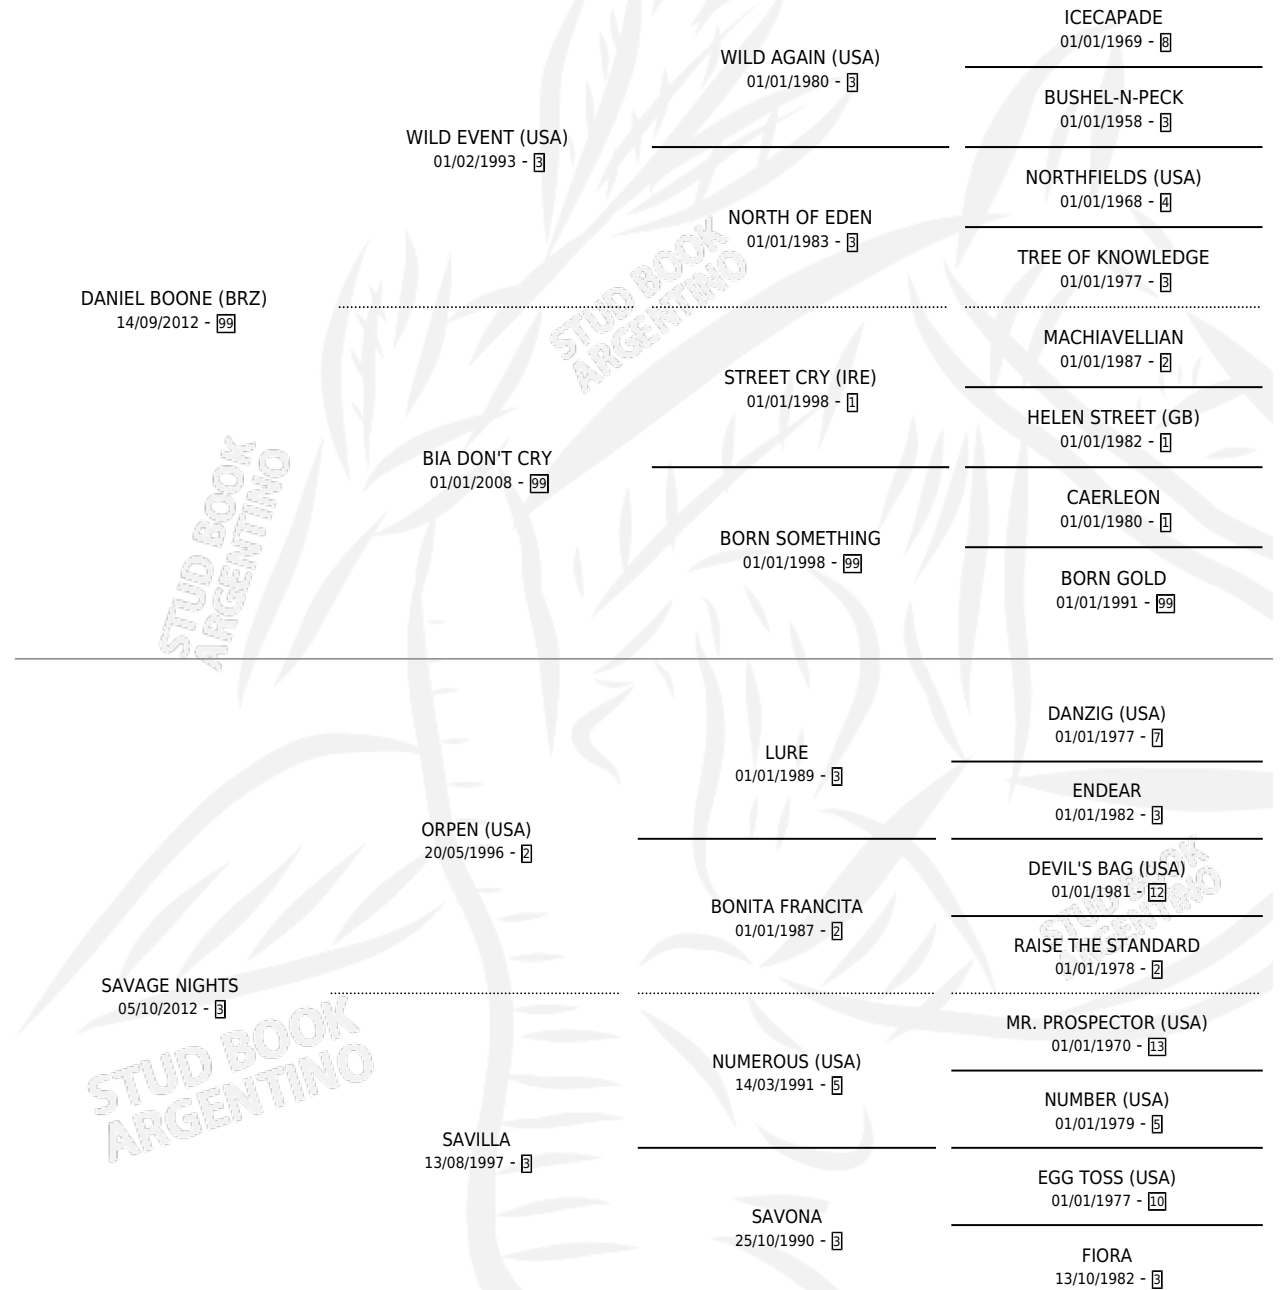 ICECAPADE
01/01/1969 - 8
WILD AGAIN (USA)
01/01/1980 - 3
BUSHEL-N-PECK
01/01/1958 - 3
WILD EVENT (USA)
01/02/1993 - 3
NORTHFIELDS (USA)
01/01/1968 - 4
NORTH OF EDEN
01/01/1983 - 3
TREE OF KNOWLEDGE
01/01/1977 - 3
DANIEL BOONE (BRZ)
14/09/2012 - 99
MACHIAVELLIAN
01/01/1987 - 2
STREET CRY (IRE)
01/01/1998 - 1
HELEN STREET (GB)
01/01/1982 - 1
BIA DON'T CRY
01/01/2008 - 99
CAERLEON
01/01/1980 - 1
BORN SOMETHING
01/01/1998 - 99
BORN GOLD
01/01/1991 - 99
STUD BOOK
ARGENTINO
STUD BOOK
ARGENTINO
DANZIG (USA)
01/01/1977 - 7
LURE
01/01/1989 - 3
ENDEAR
01/01/1982 - 3
ORPEN (USA)
20/05/1996 - 2
DEVIL'S BAG (USA)
01/01/1981 - 12
BONITA FRANCITA
01/01/1987 - 2
RAISE THE STANDARD
01/01/1978 - 2
SAVAGE NIGHTS
05/10/2012 - 3
MR. PROSPECTOR (USA)
01/01/1970 - 13
NUMEROUS (USA)
14/03/1991 - 5
NUMBER (USA)
01/01/1979 - 5
SAVILLA
13/08/1997 - 3
EGG TOSS (USA)
01/01/1977 - 10
SAVONA
25/10/1990 - 3
FIORA
13/10/1982 - 3
STUD BOOK
ARGENTINO
STUD BOOK
ARGENTINO